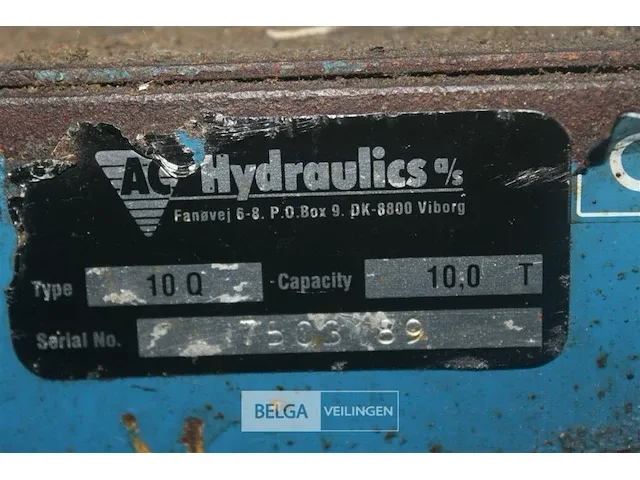 AC Hydraulics a/s
Fanøvej 6-8. P.O.Box 9. DK-8800 Viborg
Type 10 Q Capacity 10,0 T
Serial No.
BELGA VEILINGEN